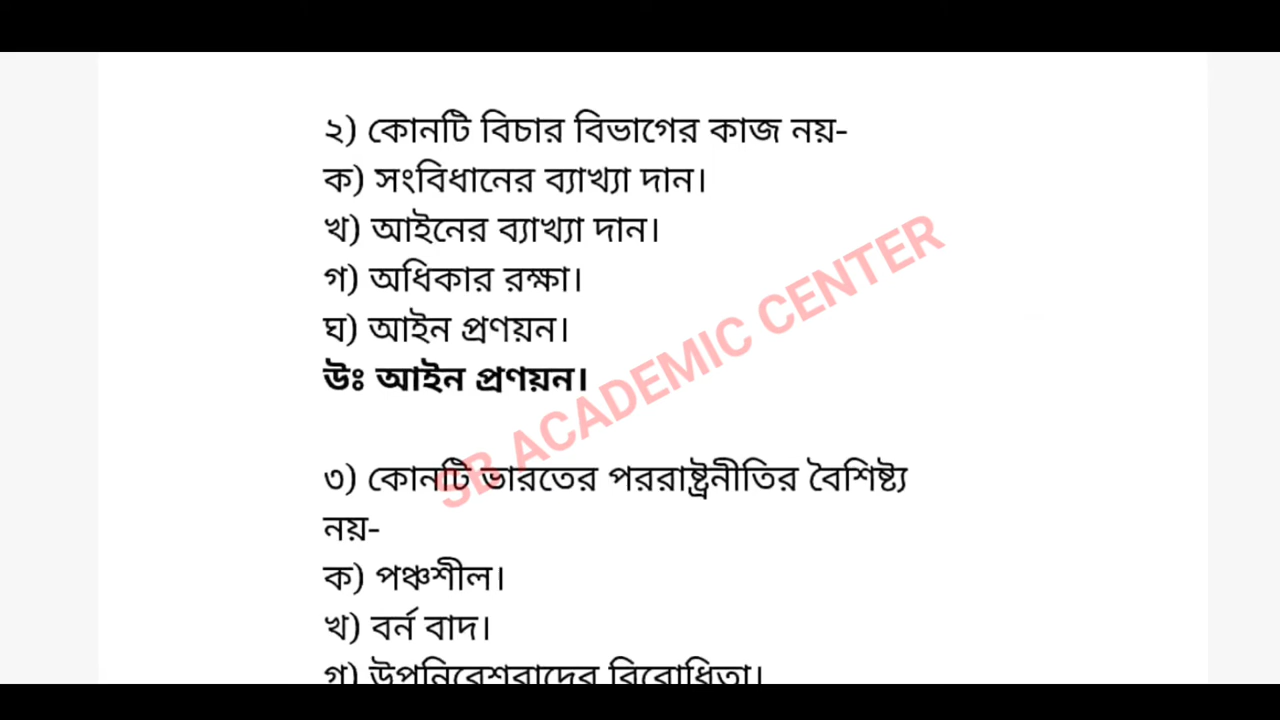 ২) কোনটি বিচার বিভাগের কাজ নয়-
ক) সংবিধানের ব্যাখ্যা দান।
খ) আইনের ব্যাখ্যা দান।
গ) অধিকার রক্ষা।
ঘ) আইন প্রণয়ন।
উঃ আইন প্রণয়ন।
SB ACADEMIC CENTER
৩) কোনটি ভারতের পররাষ্ট্রনীতির বৈশিষ্ট্য
নয়-
ক) পঞ্চশীল।
খ) বর্ন বাদ।
গ) উপনিবেশবাদের বিরোধিতা।